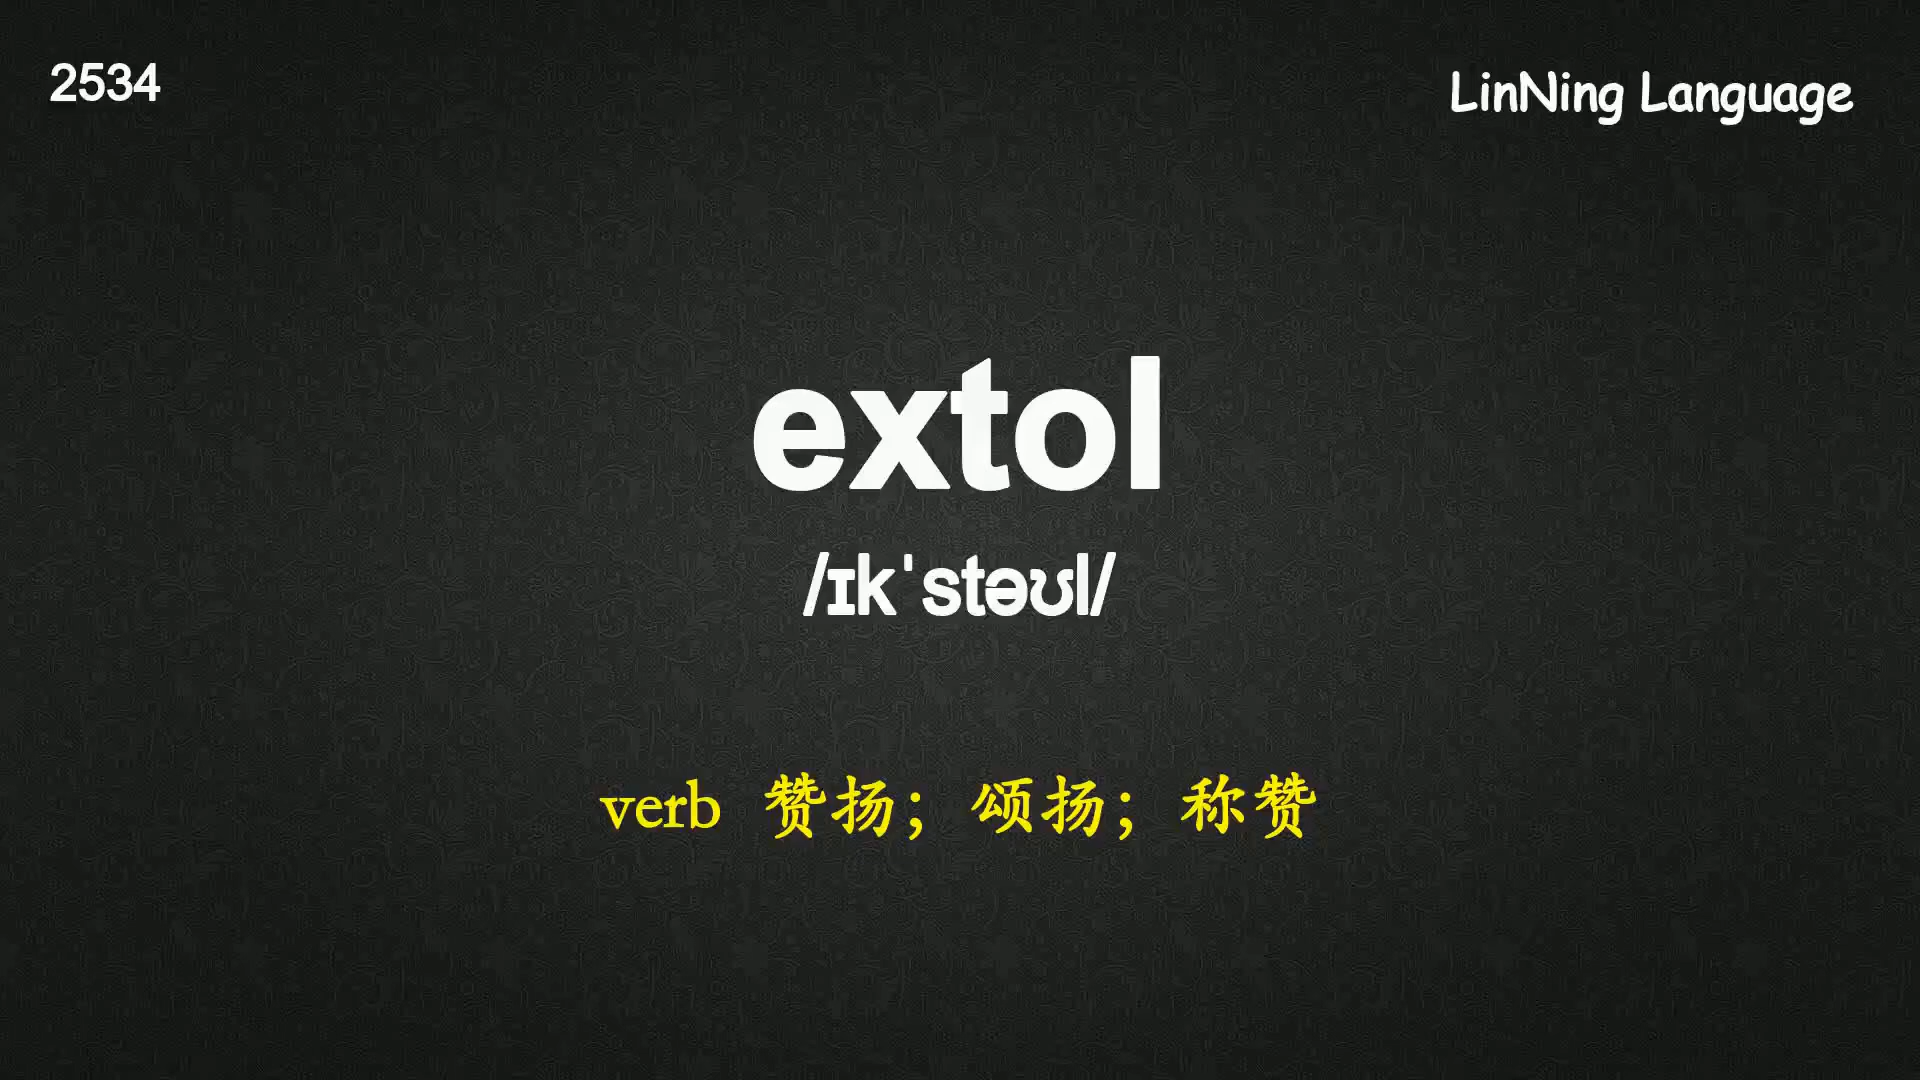 2534
LinNing Language
extol
/ɪkˈstəʊl/
verb 赞扬；颂扬；称赞